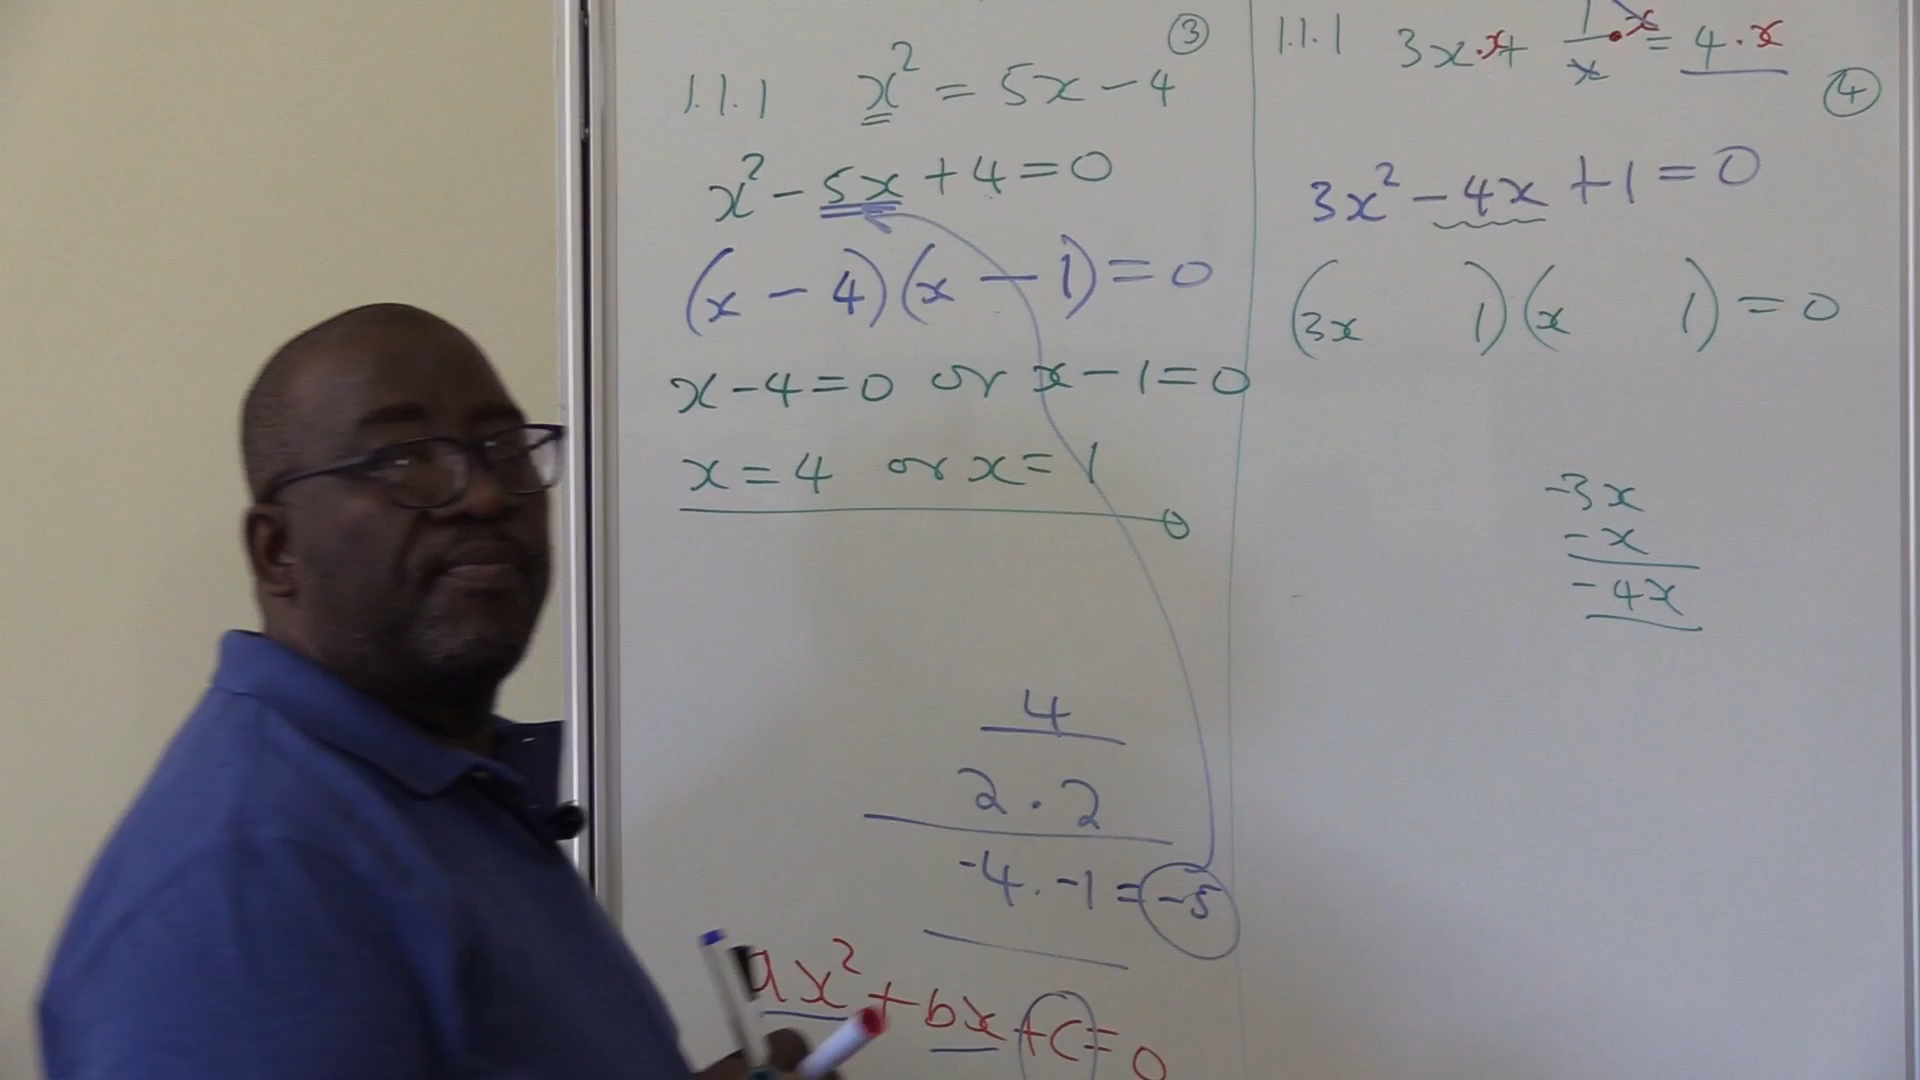 ③
1.1.1 x² = 5x - 4
x² - 5x + 4 = 0
(x - 4)(x - 1) = 0
x - 4 = 0 or x - 1 = 0
x = 4 or x = 1
4
2 . 2
-4 . -1 = -5
ax² + bx + c = 0
1.1.1 3x . x + 1/x . x = 4 . x
④
3x² - 4x + 1 = 0
(3x 1)(x 1) = 0
-3x
-x
-4x